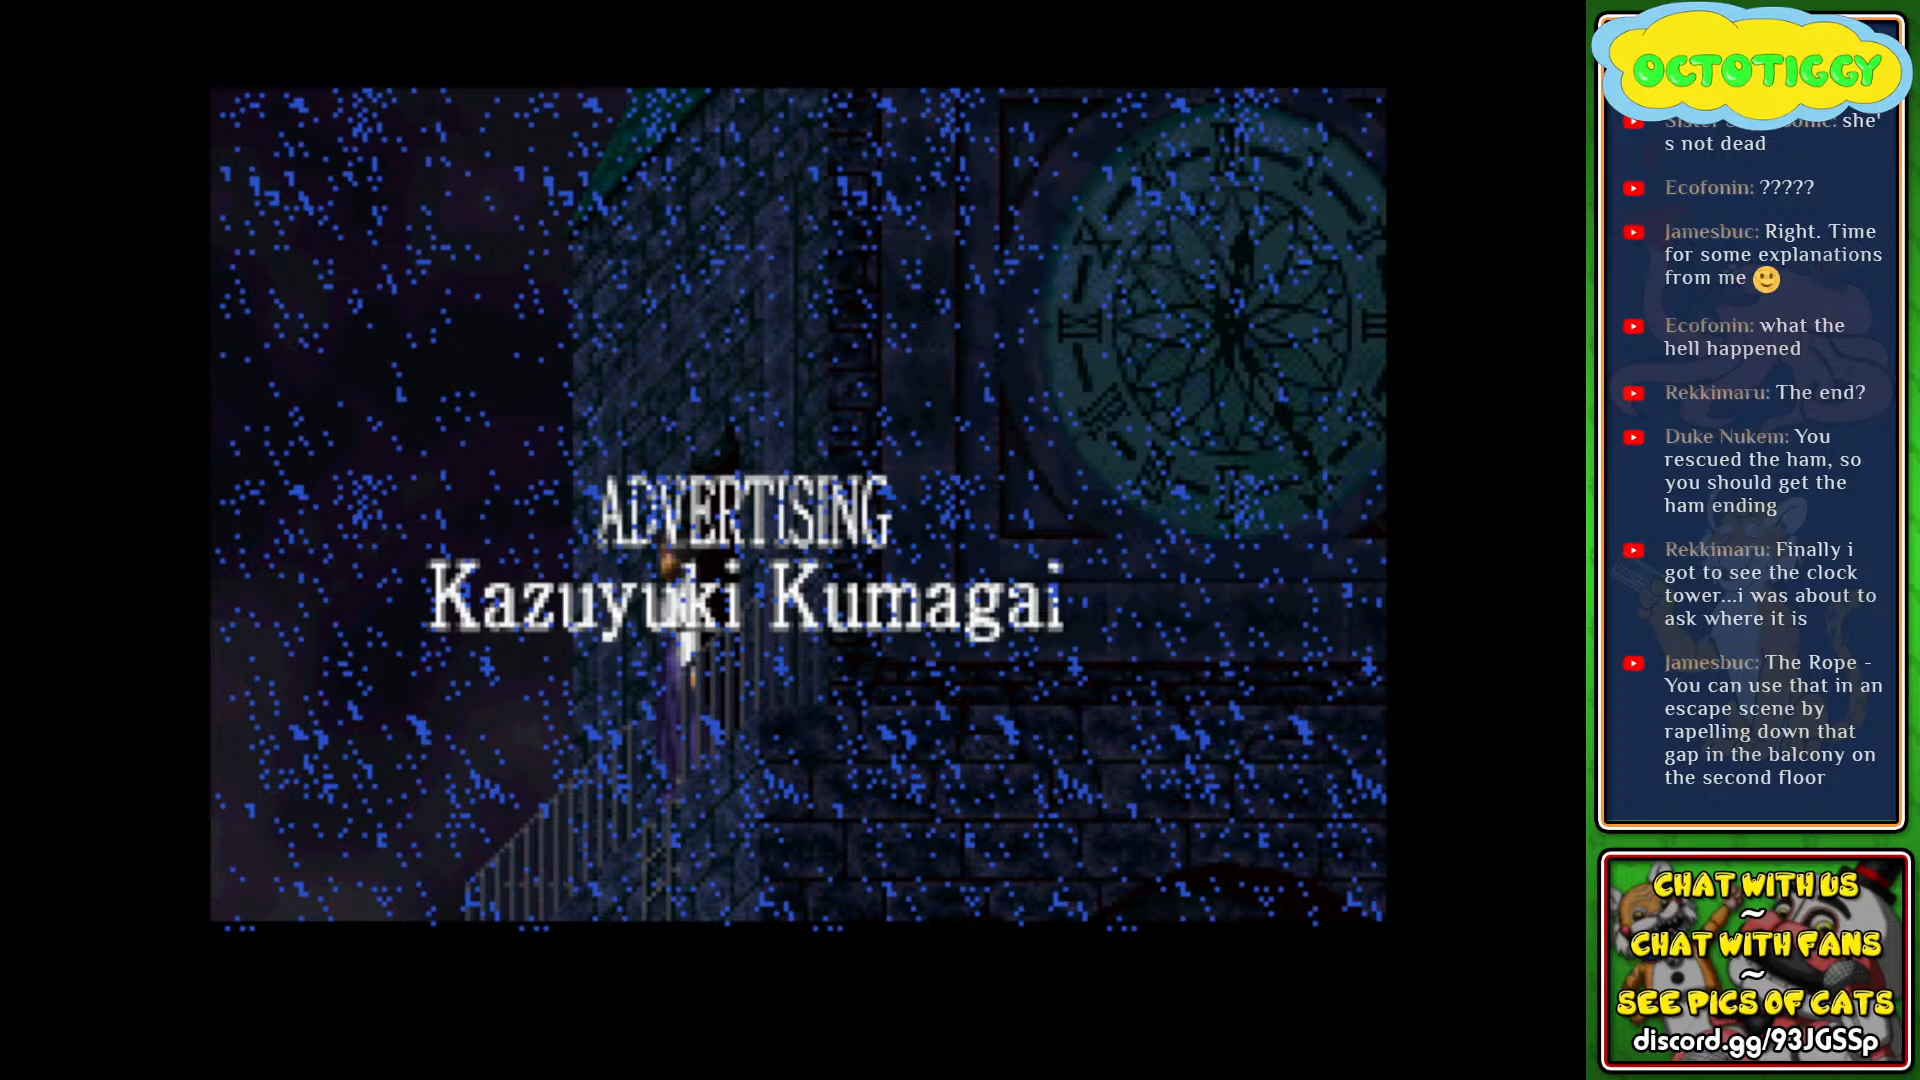 ADVERTISING
Kazuyuki Kumagai
OCTOTIGGY
she'
s not dead
Ecofonin: ?????
Jamesbuc: Right. Time
for some explanations
from me
Ecofonin: what the
hell happened
Rekkimaru: The end?
Duke Nukem: You
rescued the ham, so
you should get the
ham ending
Rekkimaru: Finally i
got to see the clock
tower...i was about to
ask where it is
Jamesbuc: The Rope -
You can use that in an
escape scene by
rapelling down that
gap in the balcony on
the second floor
CHAT WITH US
~
CHAT WITH FANS
~
SEE PICS OF CATS
discord.gg/93JGSSp